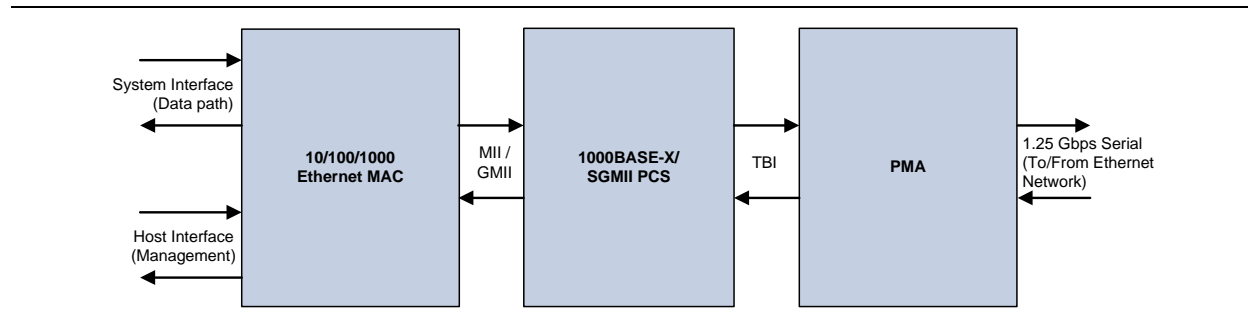 System Interface
(Data path)
Host Interface
(Management)
10/100/1000
Ethernet MAC
MII /
GMII
1000BASE-X/
SGMII PCS
TBI
PMA
1.25 Gbps Serial
(To/From Ethernet
Network)